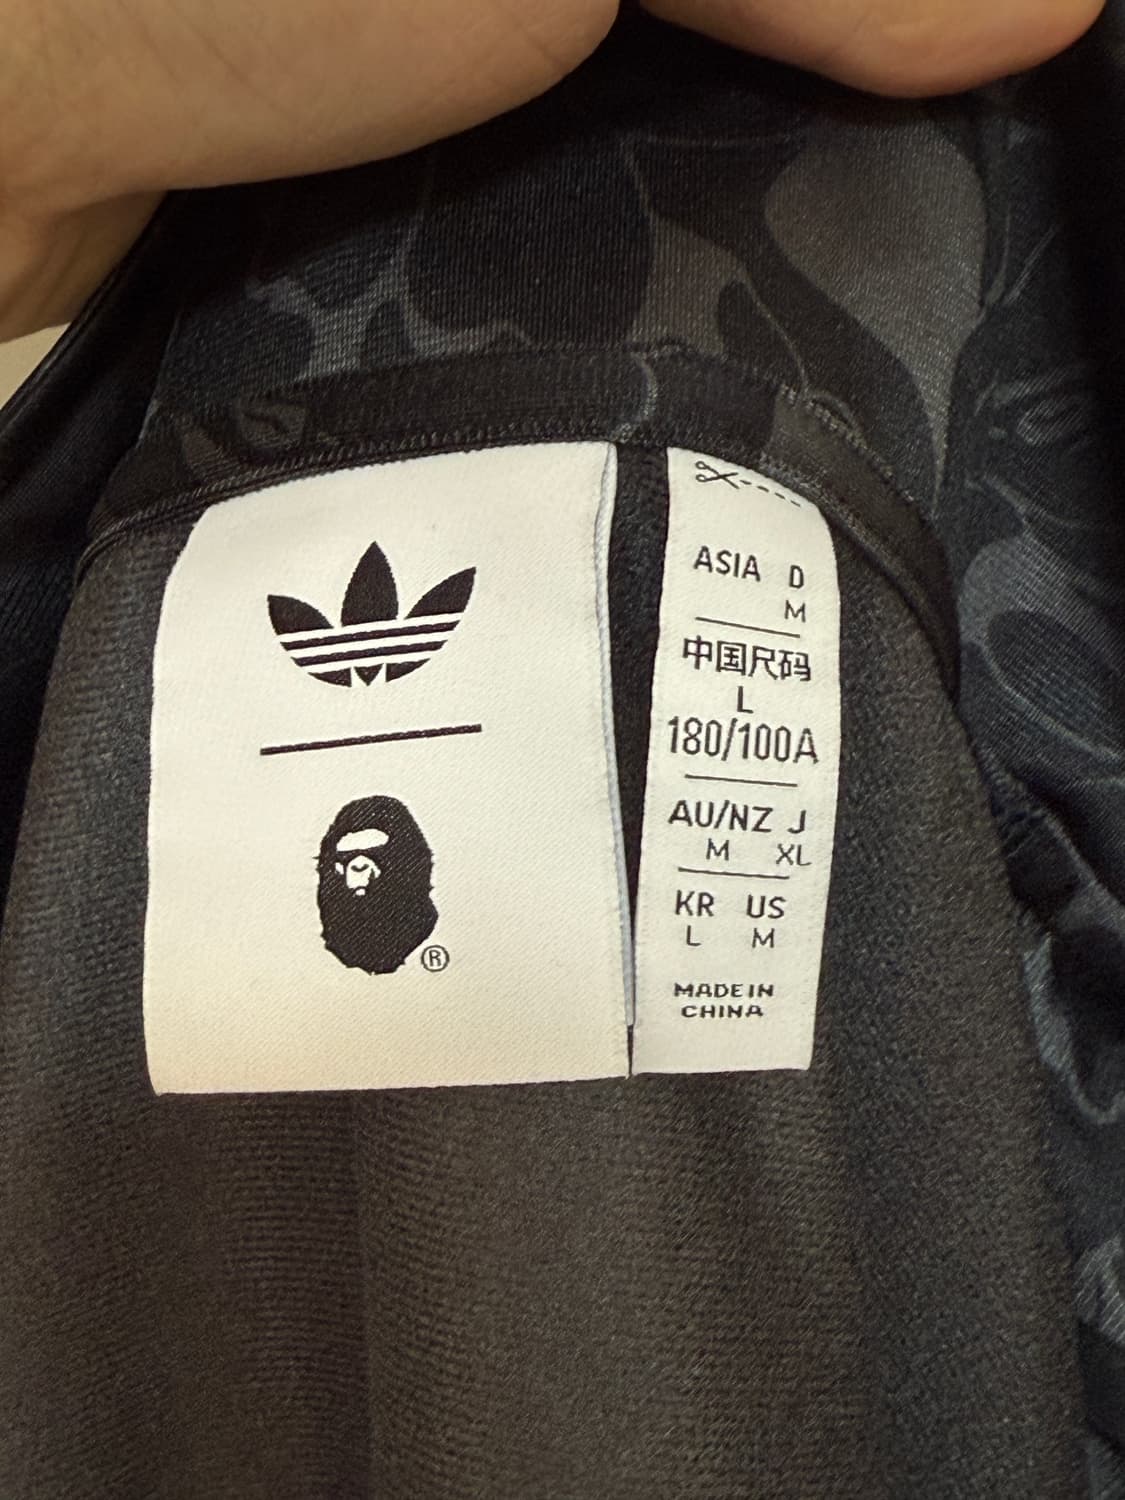 ®
ASIA D
M
中国尺码
L
180/100A
AU/NZ J
M XL
KR US
L M
MADE IN
CHINA